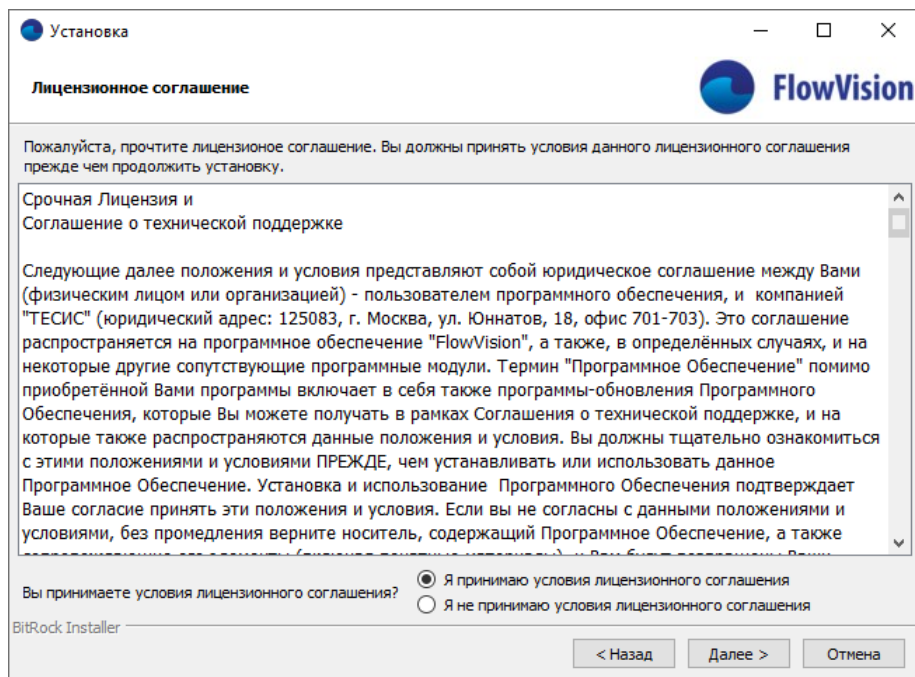 Установка
Лицензионное соглашение
FlowVision
Пожалуйста, прочтите лицензионое соглашение. Вы должны принять условия данного лицензионного соглашения
прежде чем продолжить установку.
Срочная Лицензия и
Соглашение о технической поддержке
Следующие далее положения и условия представляют собой юридическое соглашение между Вами
(физическим лицом или организацией) - пользователем программного обеспечения, и компанией
"ТЕСИС" (юридический адрес: 125083, г. Москва, ул. Юннатов, 18, офис 701-703). Это соглашение
распространяется на программное обеспечение "FlowVision", а также, в определённых случаях, и на
некоторые другие сопутствующие программные модули. Термин "Программное Обеспечение" помимо
приобретённой Вами программы включает в себя также программы-обновления Программного
Обеспечения, которые Вы можете получать в рамках Соглашения о технической поддержке, и на
которые также распространяются данные положения и условия. Вы должны тщательно ознакомиться
с этими положениями и условиями ПРЕЖДЕ, чем устанавливать или использовать данное
Программное Обеспечение. Установка и использование Программного Обеспечения подтверждает
Ваше согласие принять эти положения и условия. Если вы не согласны с данными положениями и
условиями, без промедления верните носитель, содержащий Программное Обеспечение, а также
Вы принимаете условия лицензионного соглашения?
Я принимаю условия лицензионного соглашения
Я не принимаю условия лицензионного соглашения
BitRock Installer
< Назад
Далее >
Отмена